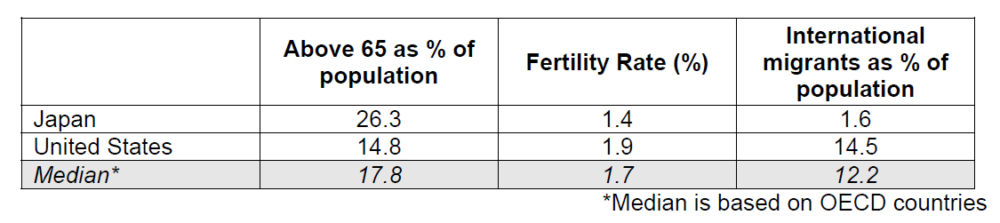 Above 65 as % of population
Fertility Rate (%)
International migrants as % of population
Japan 26.3 1.4 1.6
United States 14.8 1.9 14.5
Median* 17.8 1.7 12.2
*Median is based on OECD countries